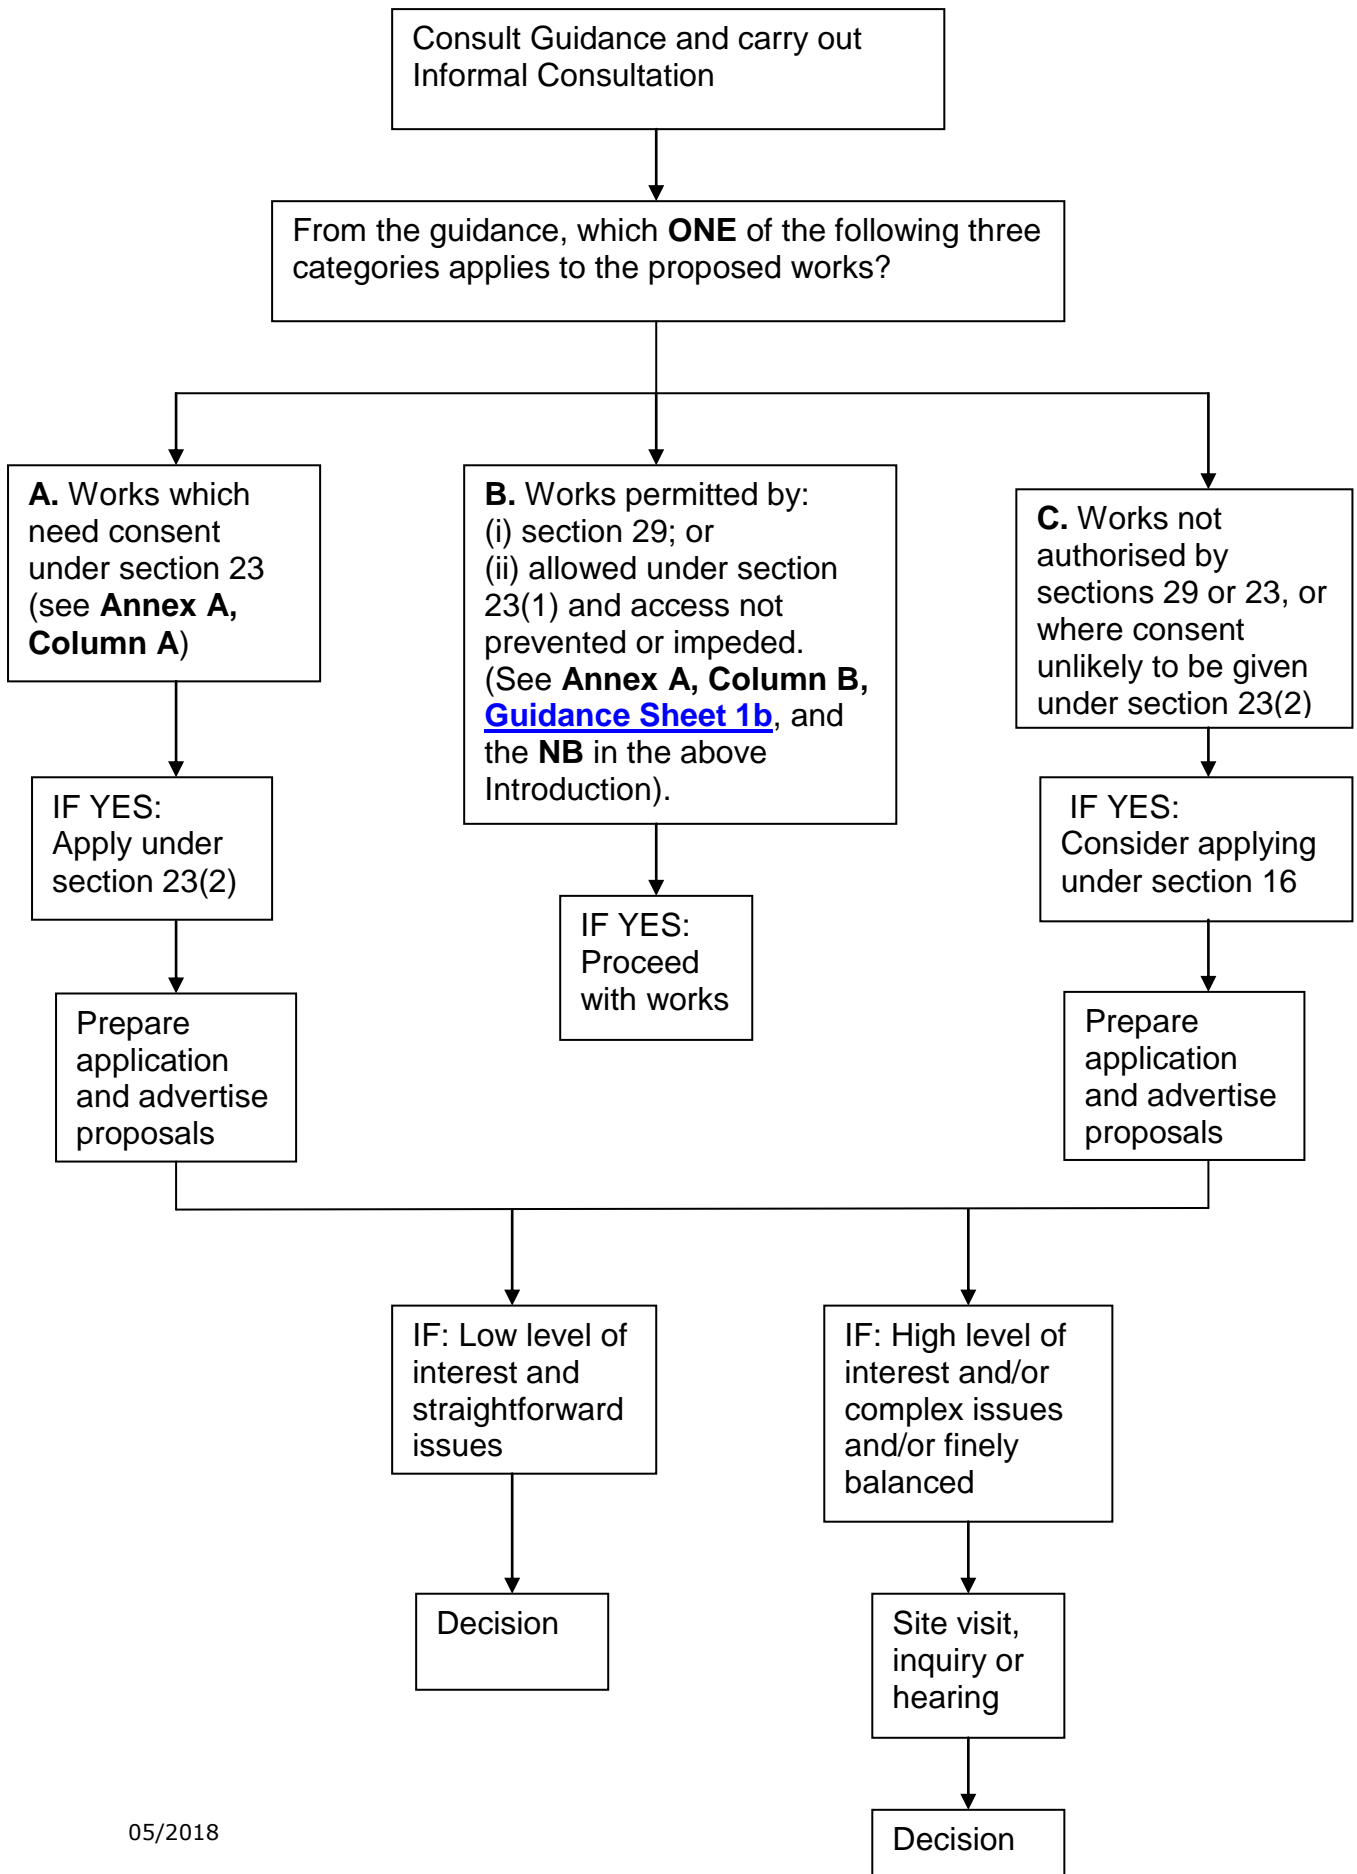 Consult Guidance and carry out
Informal Consultation
From the guidance, which ONE of the following three
categories applies to the proposed works?
A. Works which
need consent
under section 23
(see Annex A,
Column A)
B. Works permitted by:
(i) section 29; or
(ii) allowed under section
23(1) and access not
prevented or impeded.
(See Annex A, Column B,
Guidance Sheet 1b, and
the NB in the above
Introduction).
C. Works not
authorised by
sections 29 or 23, or
where consent
unlikely to be given
under section 23(2)
IF YES:
Apply under
section 23(2)
IF YES:
Proceed
with works
IF YES:
Consider applying
under section 16
Prepare
application
and advertise
proposals
Prepare
application
and advertise
proposals
IF: Low level of
interest and
straightforward
issues
IF: High level of
interest and/or
complex issues
and/or finely
balanced
Decision
Site visit,
inquiry or
hearing
Decision
05/2018